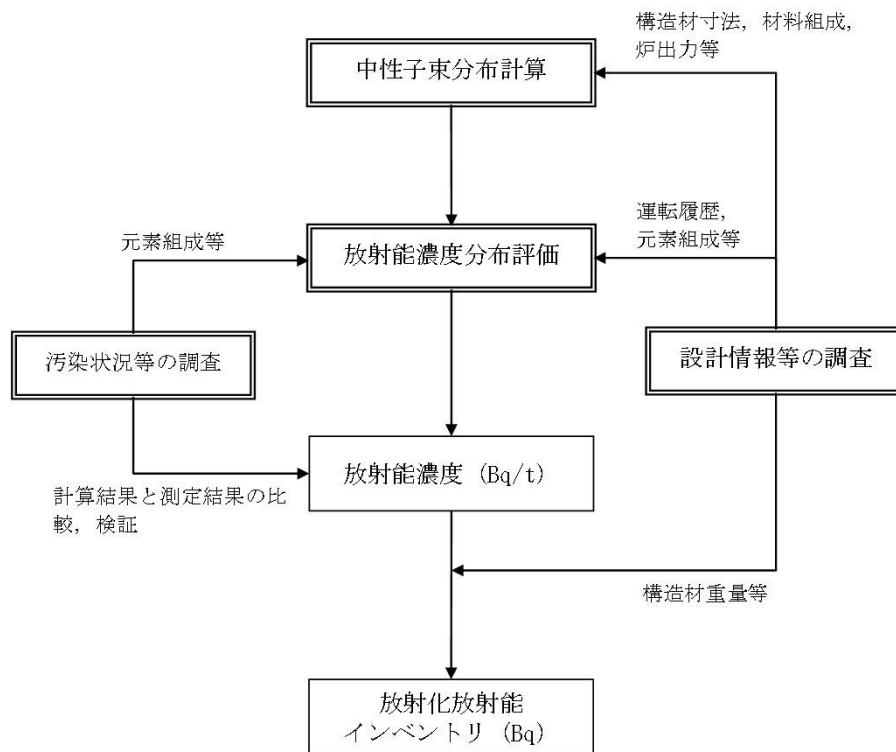 構造材寸法, 材料組成,
炉出力等
中性子束分布計算
運転履歴,
元素組成等
元素組成等
放射能濃度分布評価
汚染状況等の調査
設計情報等の調査
放射能濃度 (Bq/t)
計算結果と測定結果の比
較, 検証
構造材重量等
放射化放射能
インベントリ (Bq)